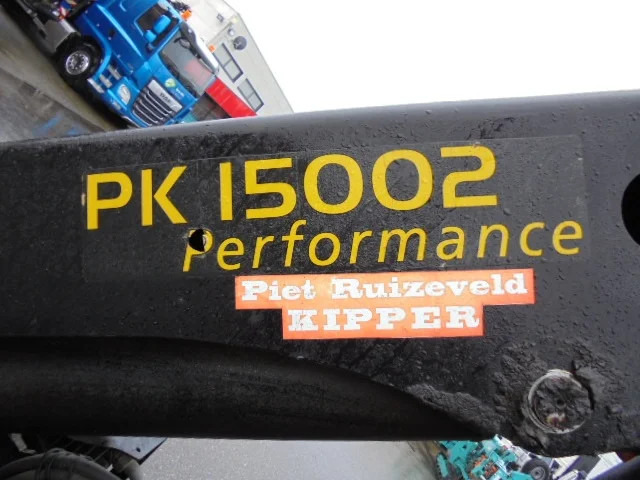 PK 15002
Performance
Piet Ruizeveld
KIPPER